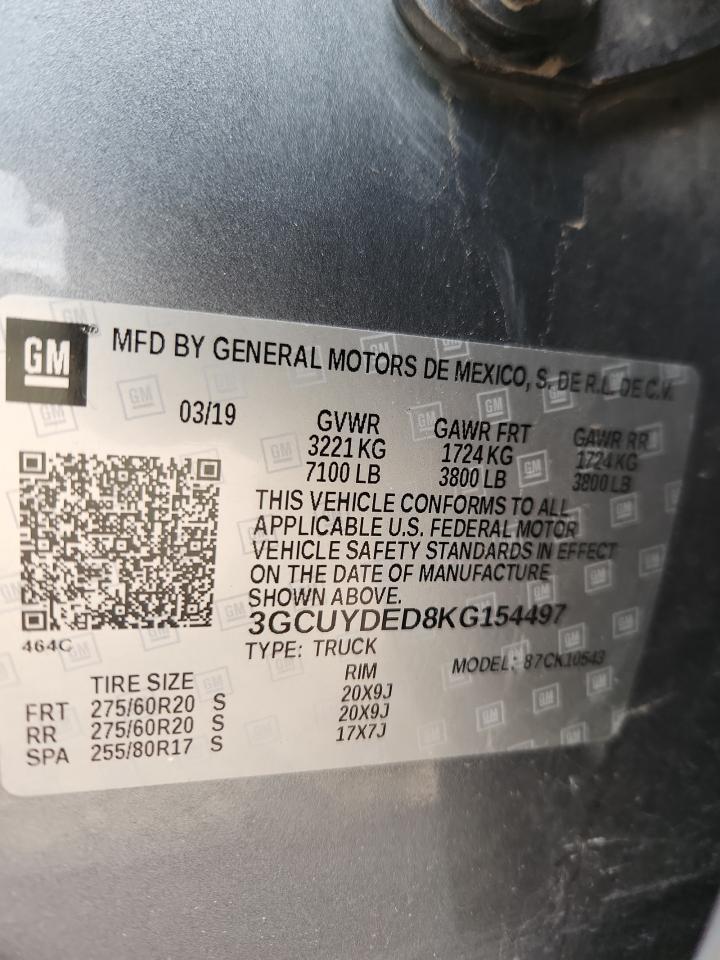 GM
MFD BY GENERAL MOTORS DE MEXICO, S. DE R.L. DE C.V.
03/19
GVWR GAWR FRT GAWR RR
3221 KG 1724 KG 1724 KG
7100 LB 3800 LB 3800 LB
THIS VEHICLE CONFORMS TO ALL
APPLICABLE U.S. FEDERAL MOTOR
VEHICLE SAFETY STANDARDS IN EFFECT
ON THE DATE OF MANUFACTURE
SHOWN ABOVE.
3GCUYDED8KG154497
464C
TYPE: TRUCK MODEL: 87CK10543
TIRE SIZE RIM
FRT 275/60R20 S 20X9J
RR 275/60R20 S 20X9J
SPA 255/80R17 S 17X7J